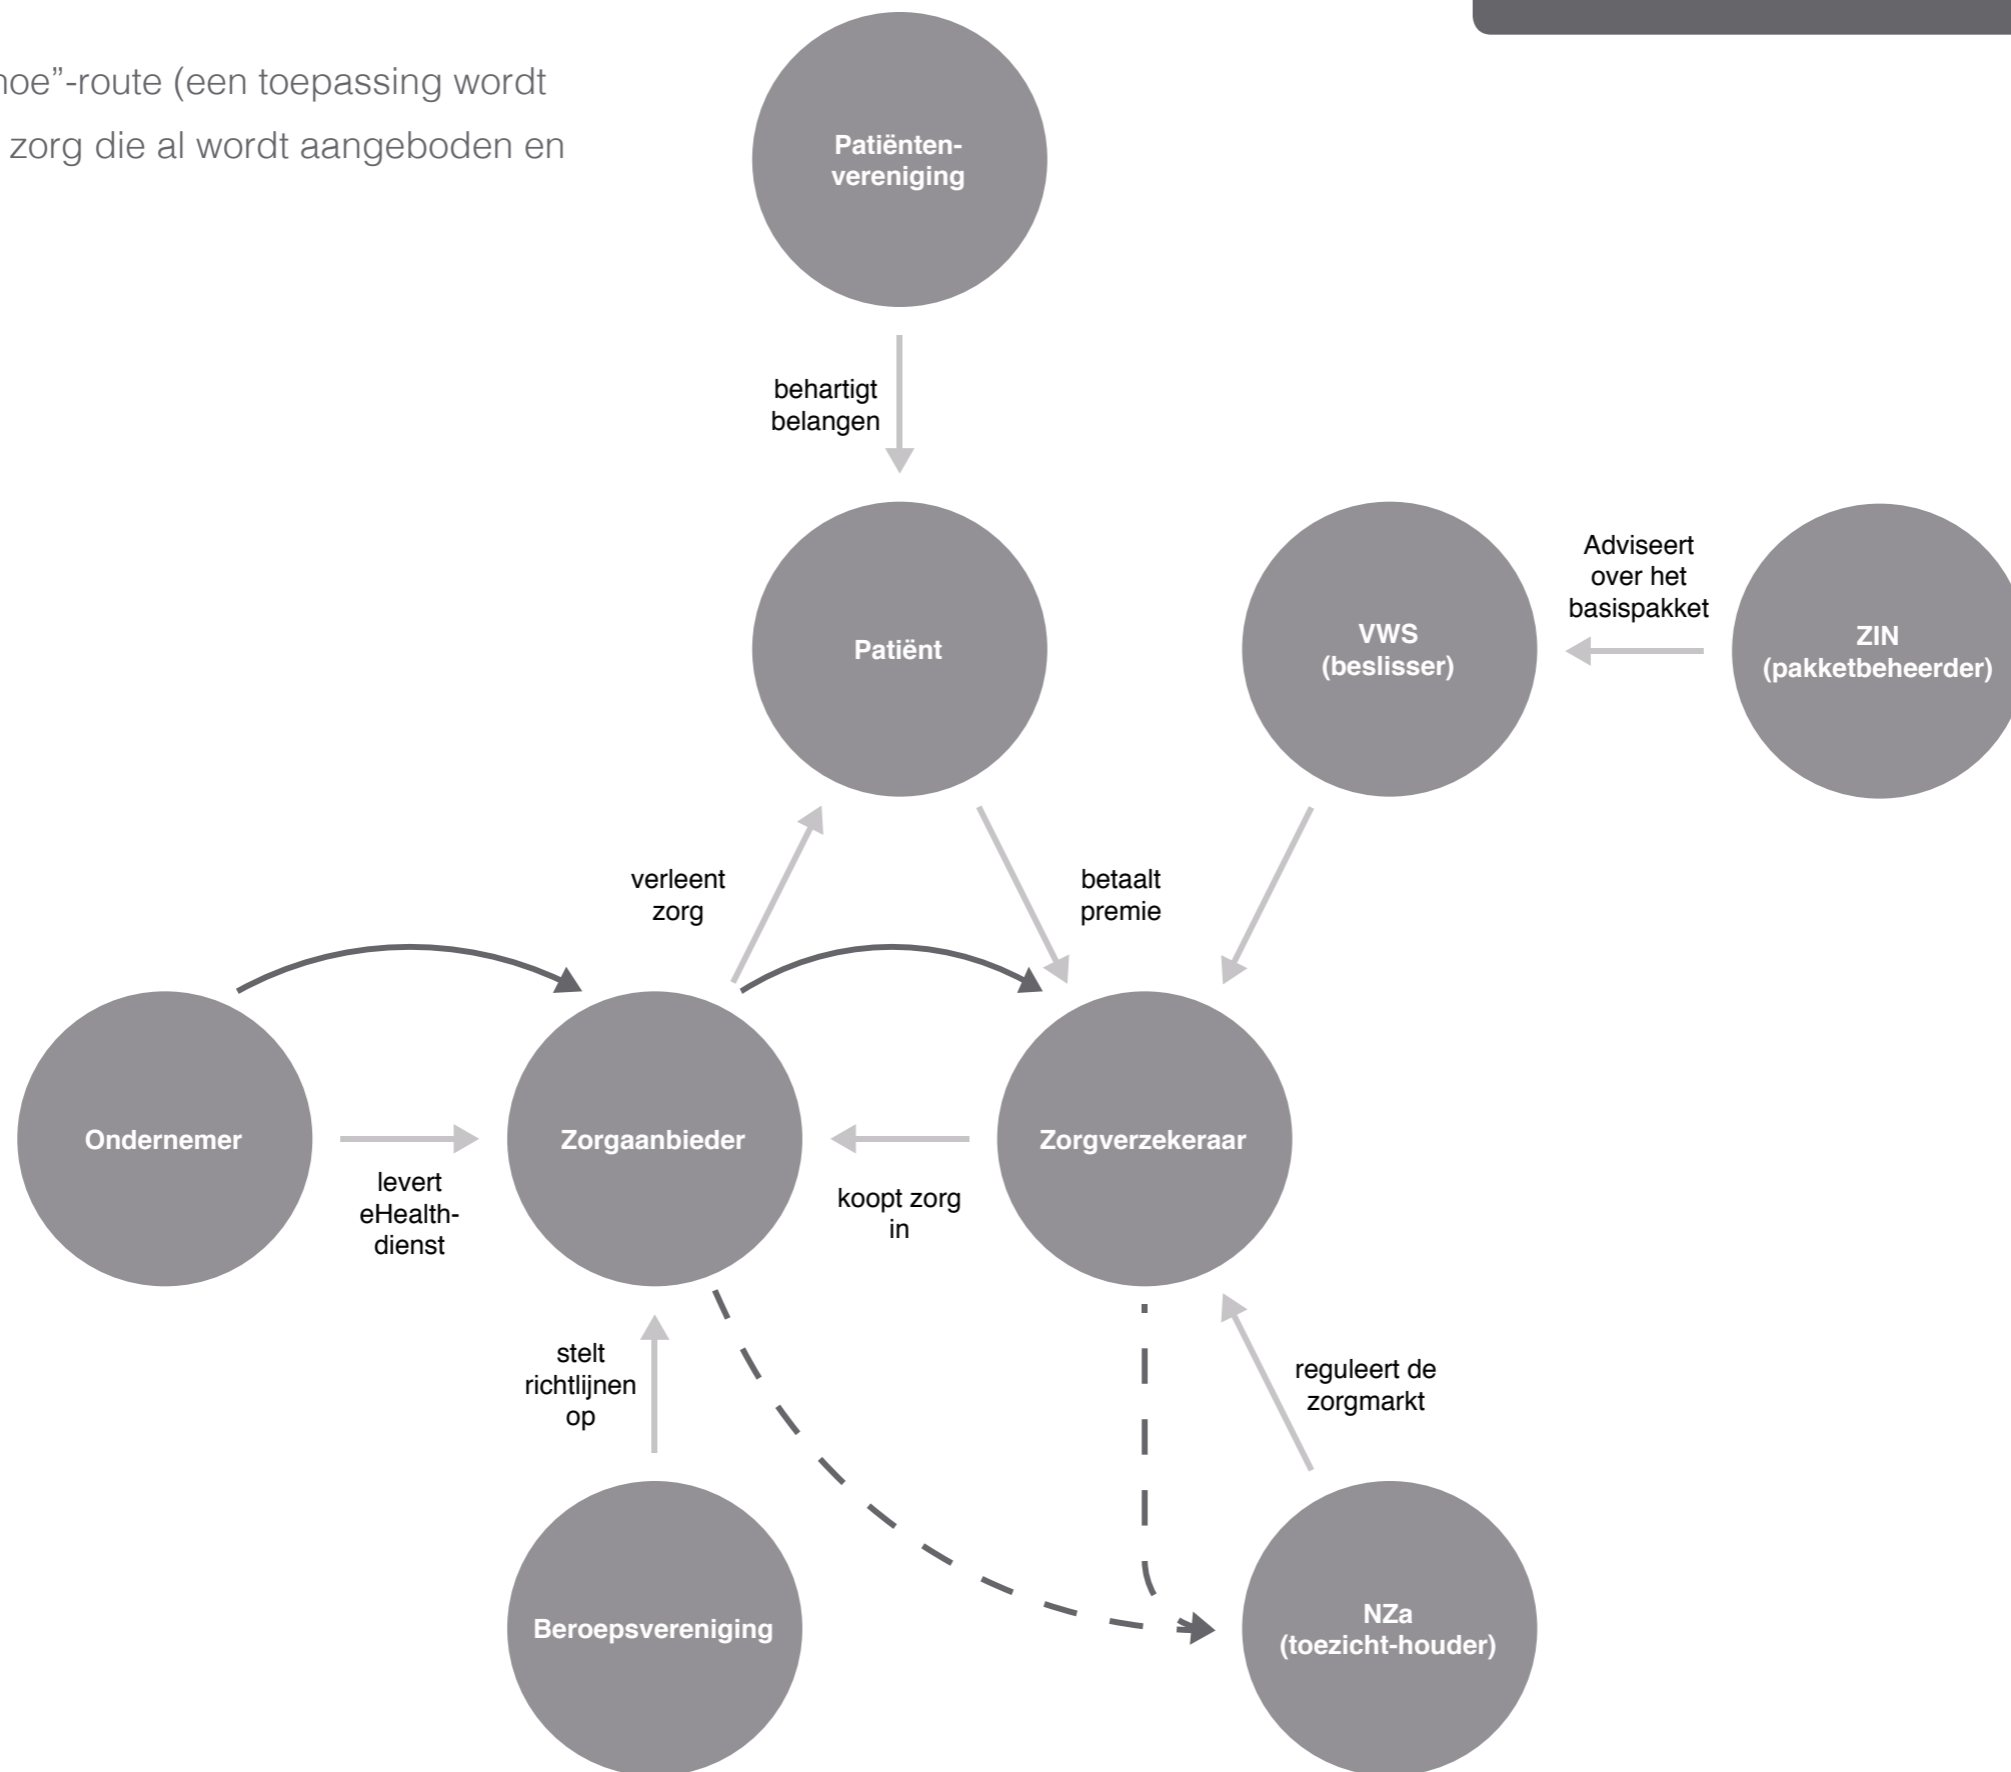 hoe”-route (een toepassing wordt
zorg die al wordt aangeboden en
Patiënten-
vereniging
behartigt
belangen
Patiënt
VWS
(beslisser)
Adviseert
over het
basispakket
ZIN
(pakketbeheerder)
verleent
zorg
betaalt
premie
Ondernemer
levert
eHealth-
dienst
Zorgaanbieder
koopt zorg
in
Zorgverzekeraar
stelt
richtlijnen
op
reguleert de
zorgmarkt
Beroepsvereniging
NZa
(toezicht-houder)